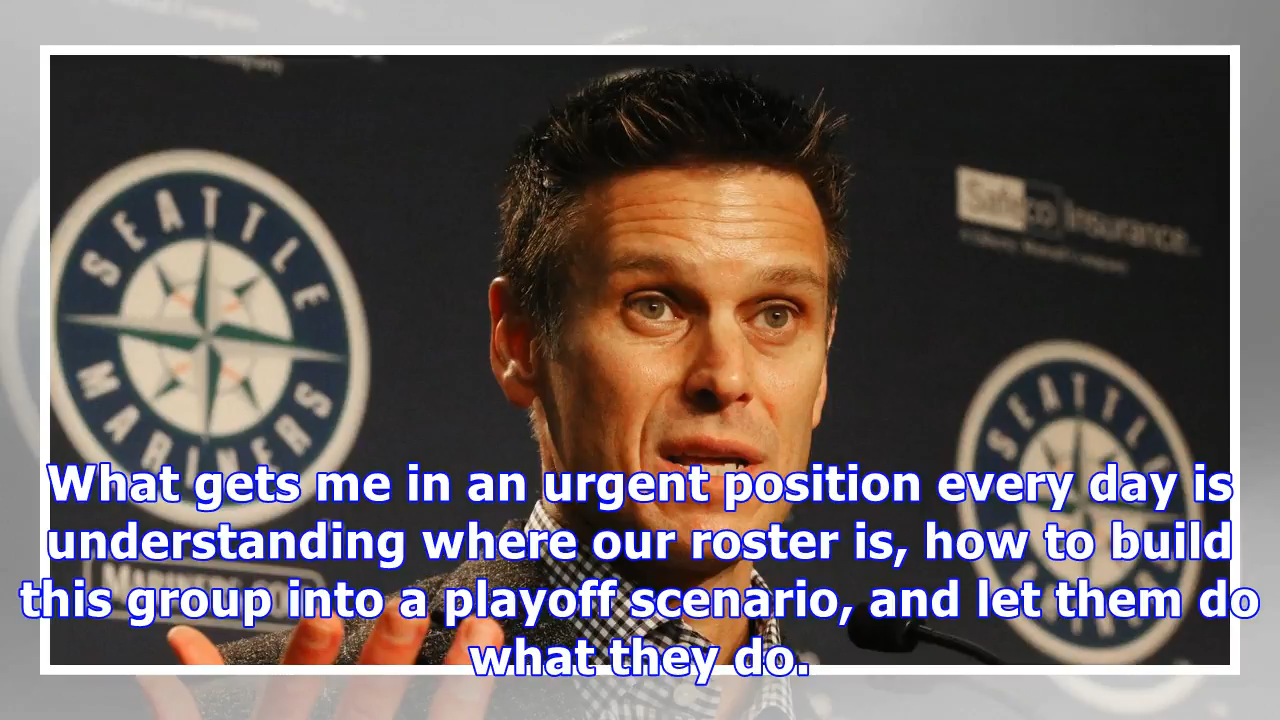 SEATTLE
MARINERS
Safeco Insurance
SEATTL
What gets me in an urgent position every day is
understanding where our roster is, how to build
this group into a playoff scenario, and let them do
what they do.